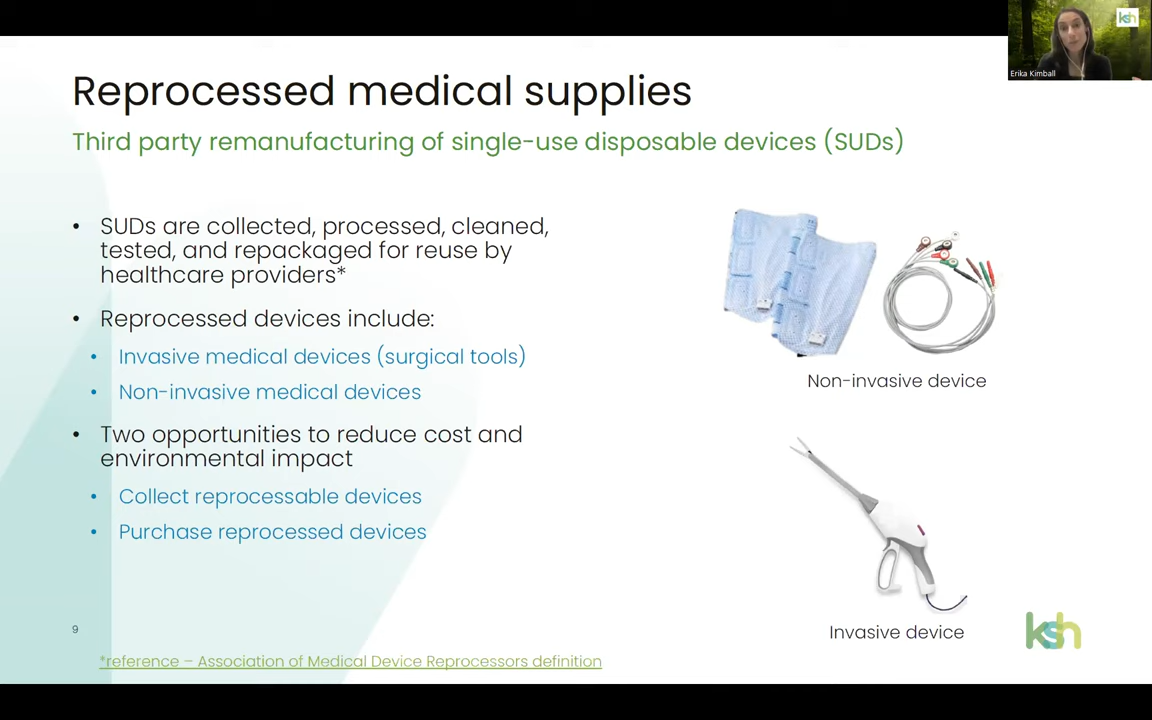 ksh
Erika Kimball
Reprocessed medical supplies
Third party remanufacturing of single-use disposable devices (SUDs)
• SUDs are collected, processed, cleaned,
tested, and repackaged for reuse by
healthcare providers*
• Reprocessed devices include:
• Invasive medical devices (surgical tools)
• Non-invasive medical devices
• Two opportunities to reduce cost and
environmental impact
• Collect reprocessable devices
• Purchase reprocessed devices
Non-invasive device
Invasive device
9
ksh
*reference – Association of Medical Device Reprocessors definition